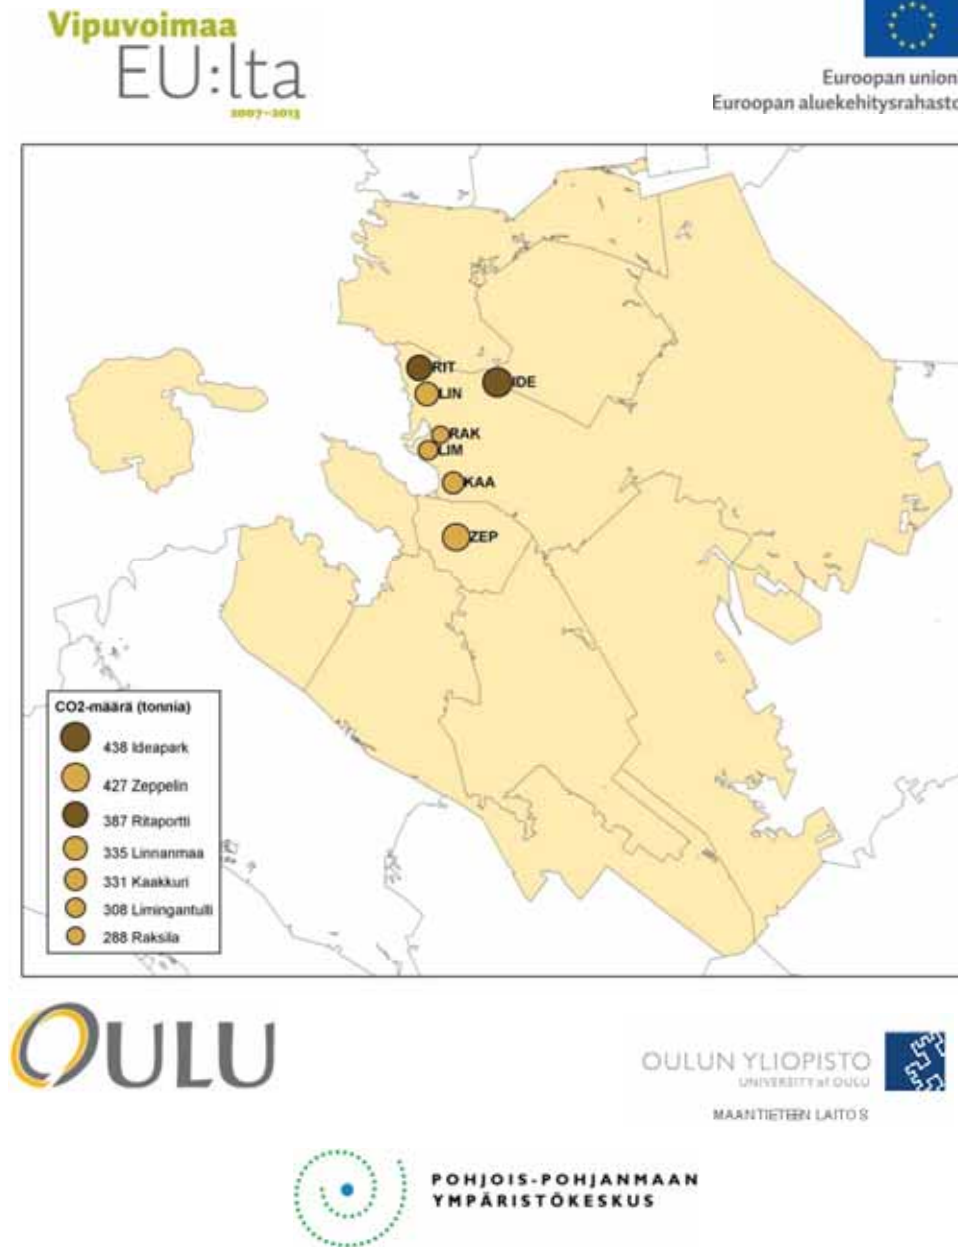 Vipuvoimaa
EU:lta
2007–2013
Euroopan union
Euroopan aluekehitysrahasto
RIT
IDE
LIN
RAK
LIM
KAA
ZEP
CO2-määrä (tonnia)
438 Ideapark
427 Zeppelin
387 Ritaportti
335 Linnanmaa
331 Kaakkuri
308 Limingantulli
288 Raksila
OULU
OULUN YLIOPISTO
UNIVERSITY of OULU
MAANTIETEEN LAITOS
POHJOIS-POHJANMAAN
YMPÄRISTÖKESKUS